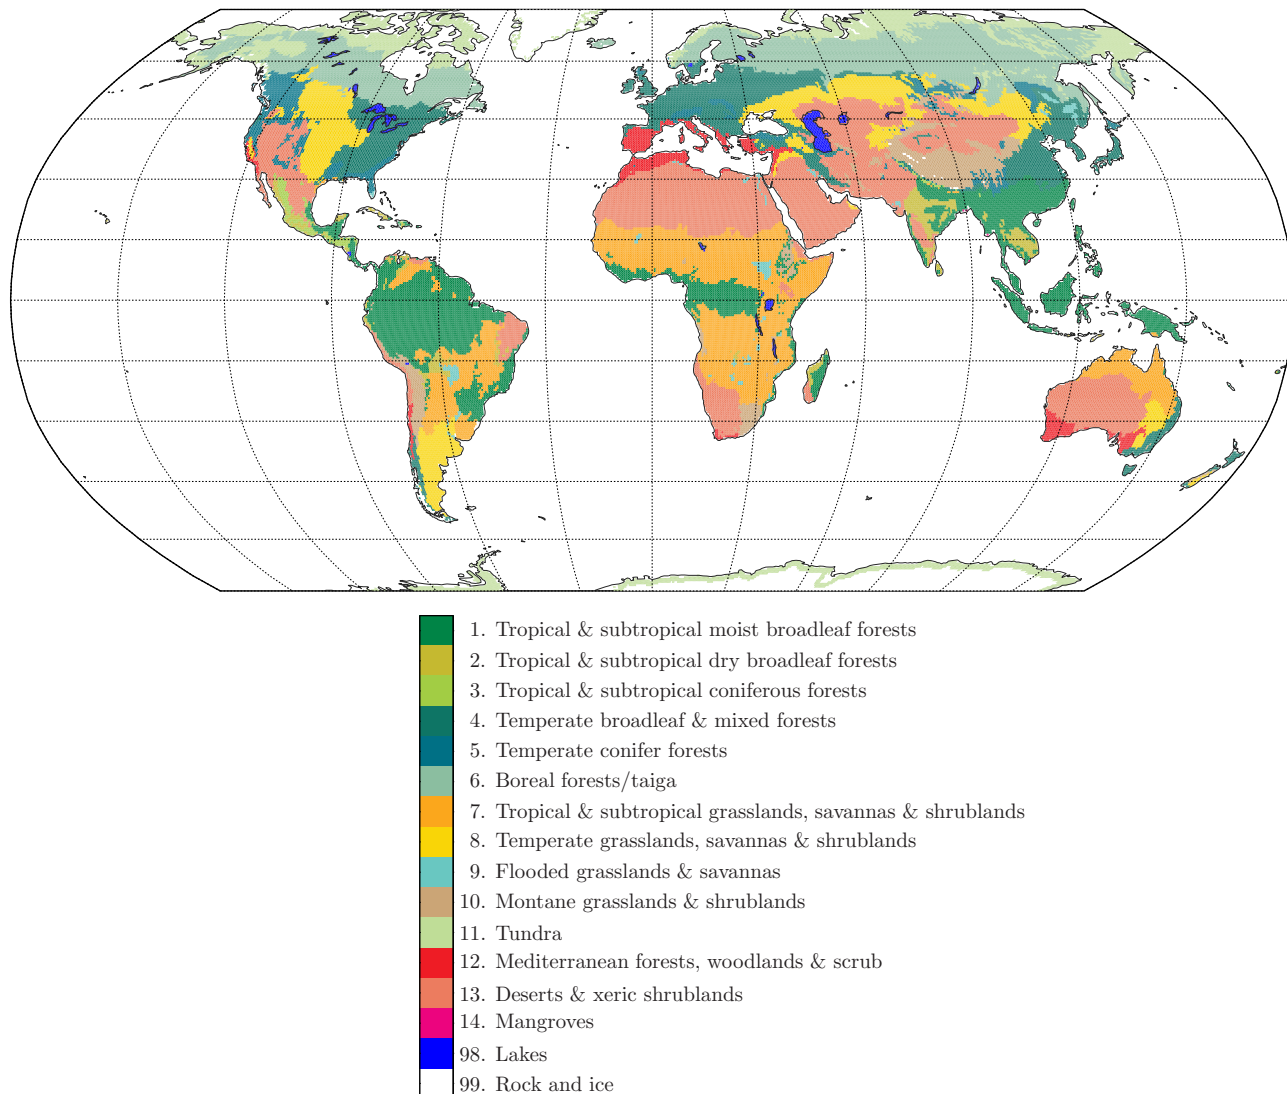 1. Tropical & subtropical moist broadleaf forests
2. Tropical & subtropical dry broadleaf forests
3. Tropical & subtropical coniferous forests
4. Temperate broadleaf & mixed forests
5. Temperate conifer forests
6. Boreal forests/taiga
7. Tropical & subtropical grasslands, savannas & shrublands
8. Temperate grasslands, savannas & shrublands
9. Flooded grasslands & savannas
10. Montane grasslands & shrublands
11. Tundra
12. Mediterranean forests, woodlands & scrub
13. Deserts & xeric shrublands
14. Mangroves
98. Lakes
99. Rock and ice